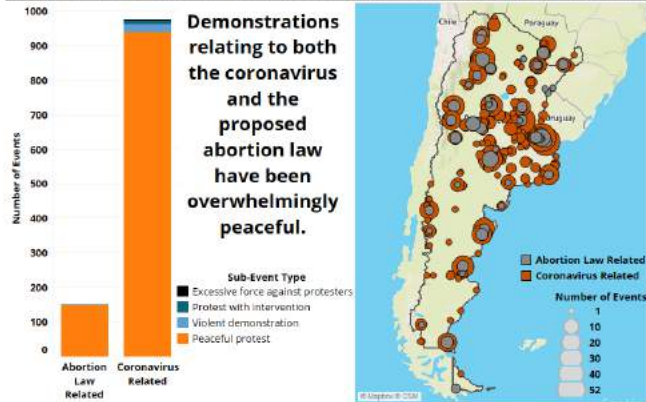 1000
900
800
700
600
500
400
300
200
100
0
Number of Events
Abortion
Law
Related
Coronavirus
Related
Demonstrations
relating to both
the coronavirus
and the
proposed
abortion law
have been
overwhelmingly
peaceful.
Sub-Event Type
Excessive force against protesters
Protest with intervention
Violent demonstration
Peaceful protest
Chile
Paraguay
Uruguay
Abortion Law Related
Coronavirus Related
Number of Events
1
10
20
30
40
52
© Mapbox © OSM